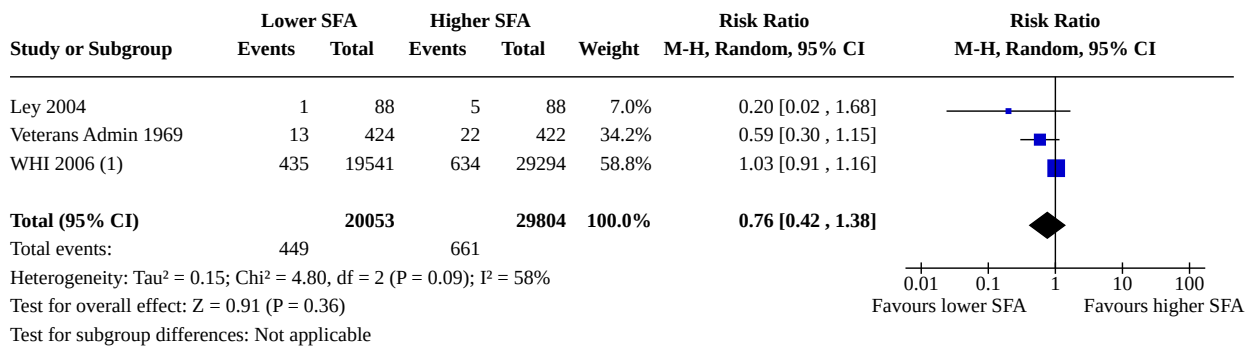 Lower SFA Higher SFA Risk Ratio Risk Ratio
Study or Subgroup Events Total Events Total Weight M-H, Random, 95% CI M-H, Random, 95% CI
Ley 2004 1 88 5 88 7.0% 0.20 [0.02 , 1.68]
Veterans Admin 1969 13 424 22 422 34.2% 0.59 [0.30 , 1.15]
WHI 2006 (1) 435 19541 634 29294 58.8% 1.03 [0.91 , 1.16]
Total (95% CI) 20053 29804 100.0% 0.76 [0.42 , 1.38]
Total events: 449 661
Heterogeneity: Tau² = 0.15; Chi² = 4.80, df = 2 (P = 0.09); I² = 58%
0.01 0.1 1 10 100
Test for overall effect: Z = 0.91 (P = 0.36)
Favours lower SFA Favours higher SFA
Test for subgroup differences: Not applicable